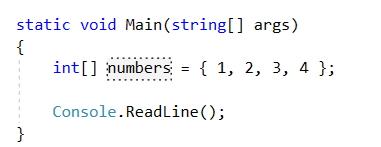 static void Main(string[] args)
{
    int[] numbers = { 1, 2, 3, 4 };
    Console.ReadLine();
}